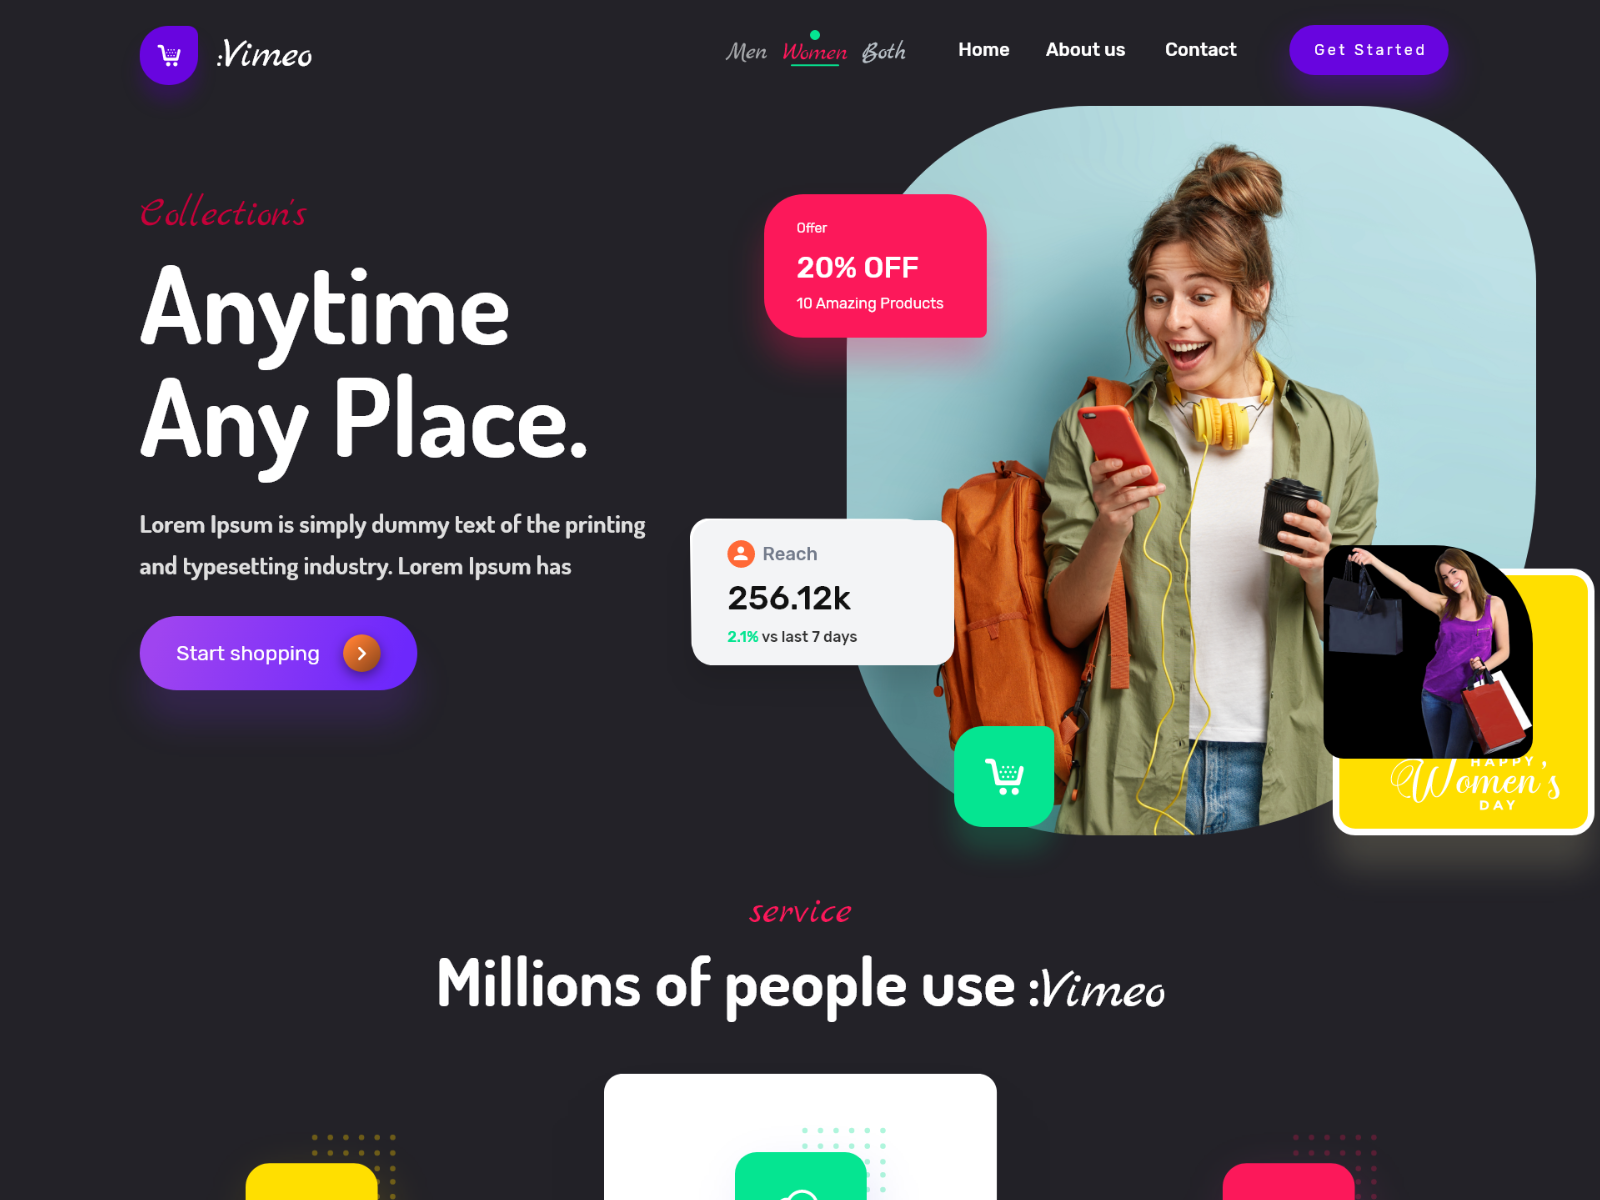 :Vimeo
Men Women Both
Home About us Contact
Get Started
Collection's
Anytime
Any Place.
Lorem Ipsum is simply dummy text of the printing
and typesetting industry. Lorem Ipsum has
Start shopping
Offer
20% OFF
10 Amazing Products
Reach
256.12k
2.1% vs last 7 days
HAPPY,
Women's
DAY
service
Millions of people use :Vimeo